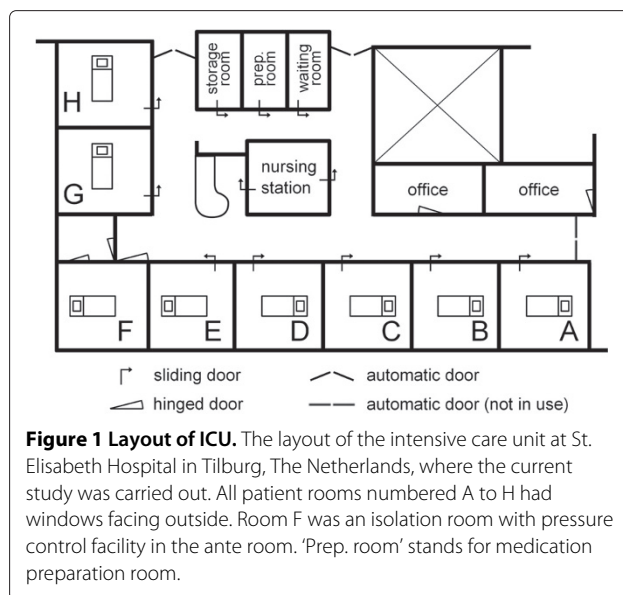 storage room
prep. room
waiting room
H
G
nursing
station
office
office
F
E
D
C
B
A
sliding door
automatic door
hinged door
automatic door (not in use)
Figure 1 Layout of ICU. The layout of the intensive care unit at St.
Elisabeth Hospital in Tilburg, The Netherlands, where the current
study was carried out. All patient rooms numbered A to H had
windows facing outside. Room F was an isolation room with pressure
control facility in the ante room. ‘Prep. room’ stands for medication
preparation room.